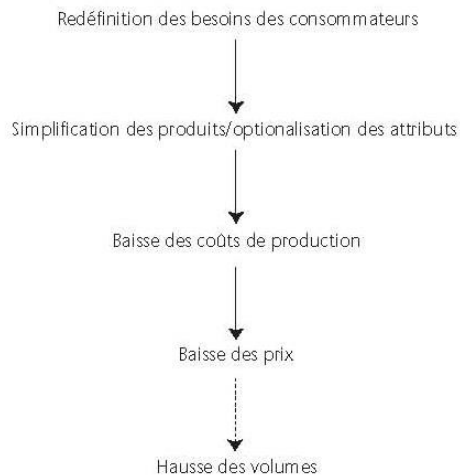 Redéfinition des besoins des consommateurs
Simplification des produits/optionalisation des attributs
Baisse des coûts de production
Baisse des prix
Hausse des volumes